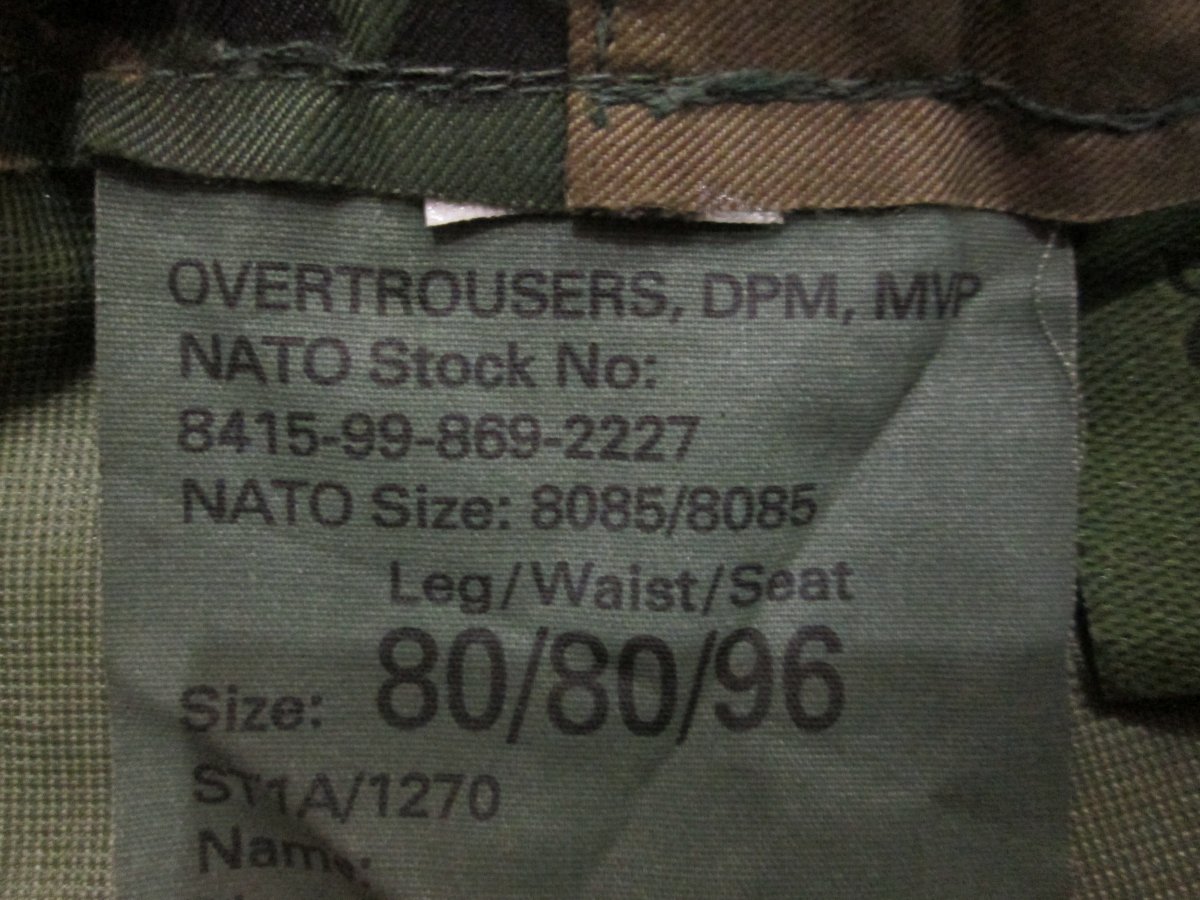 OVERTROUSERS, DPM, MVP
NATO Stock No:
8415-99-869-2227
NATO Size: 8085/8085
Leg/Waist/Seat
Size: 80/80/96
ST1A/1270
Name: